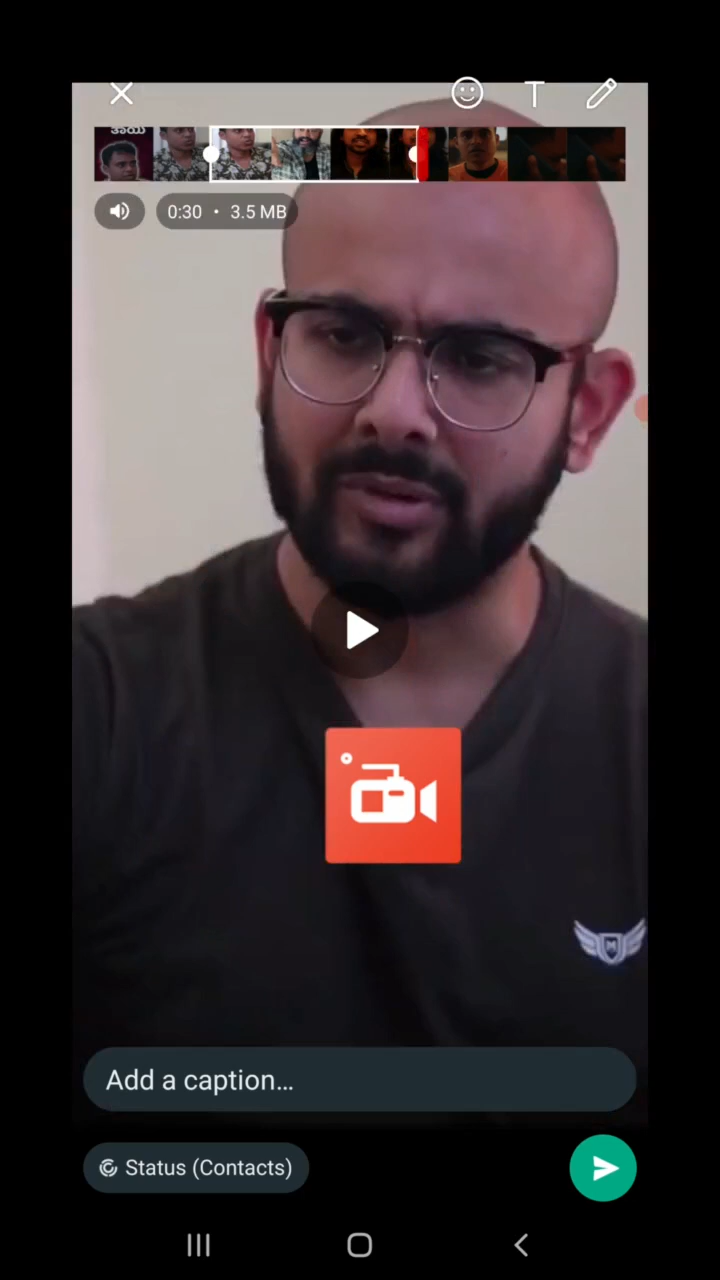 T
ತಾಯಿ
0:30 • 3.5 MB
M
Add a caption...
Status (Contacts)